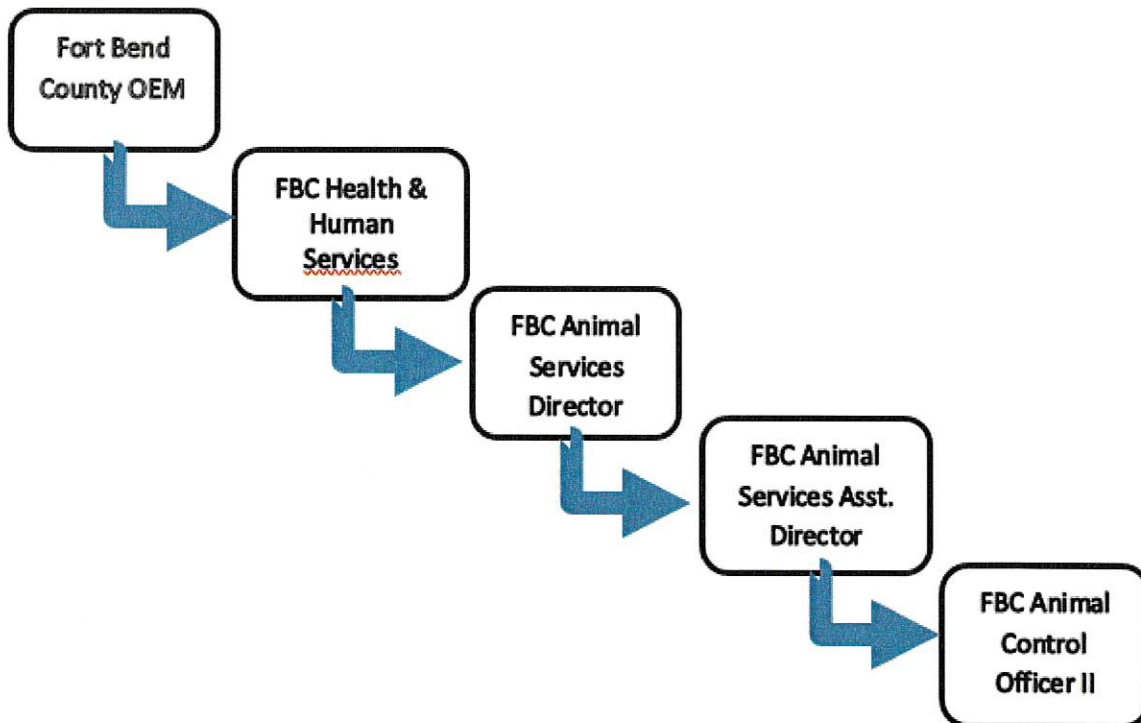 Fort Bend
County OEM
FBC Health &
Human
Services
FBC Animal
Services
Director
FBC Animal
Services Asst.
Director
FBC Animal
Control
Officer II